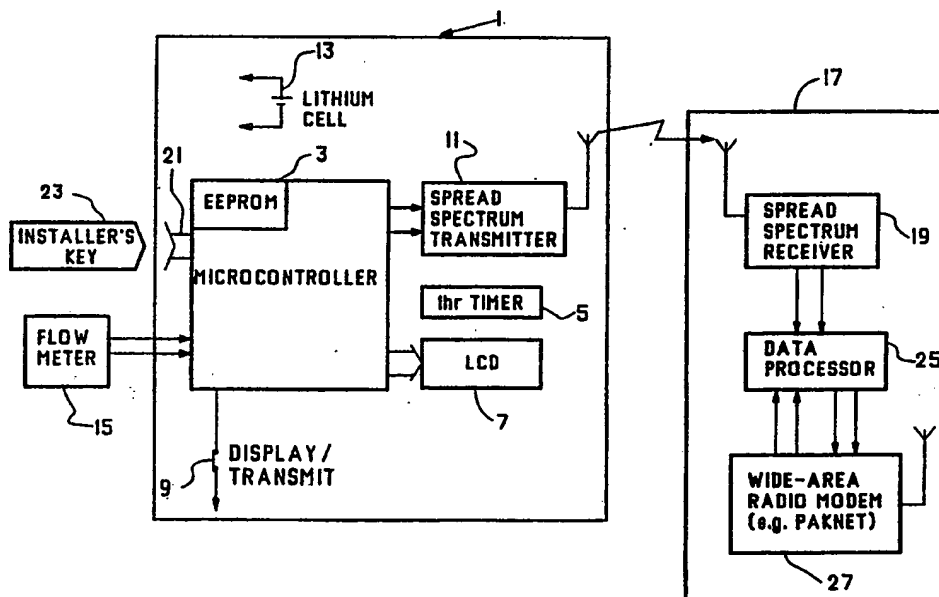 1
17
13
LITHIUM
CELL
3
11
21
23
EEPROM
INSTALLER'S
KEY
MICROCONTROLLER
SPREAD
SPECTRUM
TRANSMITTER
SPREAD
SPECTRUM
RECEIVER
19
1hr TIMER
5
FLOW
METER
15
LCD
7
DATA
PROCESSOR
25
9
DISPLAY/
TRANSMIT
WIDE-AREA
RADIO MODEM
(e.g. PAKNET)
27